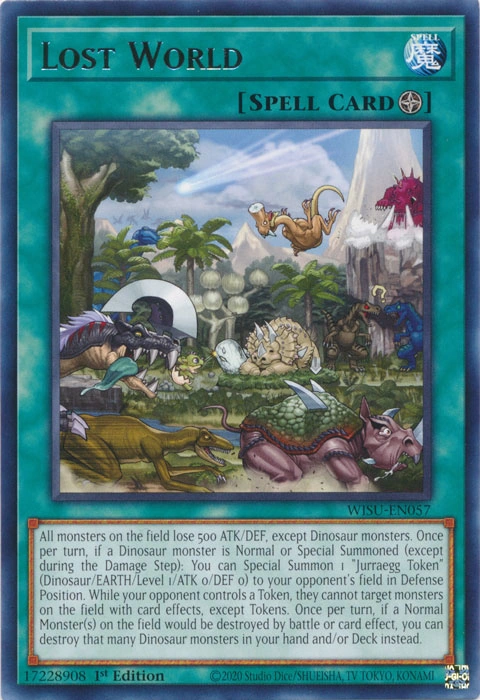 LOST WORLD
SPELL
魔
[SPELL CARD]
?
WISU-EN057
All monsters on the field lose 500 ATK/DEF, except Dinosaur monsters. Once
per turn, if a Dinosaur monster is Normal or Special Summoned (except
during the Damage Step): You can Special Summon 1 "Jurraegg Token"
(Dinosaur/EARTH/Level 1/ATK 0/DEF 0) to your opponent's field in Defense
Position. While your opponent controls a Token, they cannot target monsters
on the field with card effects, except Tokens. Once per turn, if a Normal
Monster(s) on the field would be destroyed by battle or card effect, you can
destroy that many Dinosaur monsters in your hand and/or Deck instead.
17228908 1st Edition ©2020 Studio Dice/SHUEISHA, TV TOKYO, KONAMI